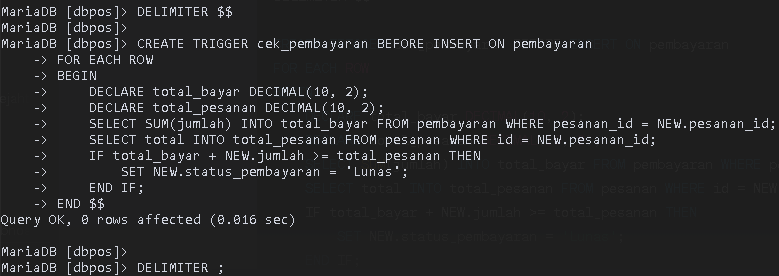 MariaDB [dbpos]> DELIMITER $$
MariaDB [dbpos]>
MariaDB [dbpos]> CREATE TRIGGER cek_pembayaran BEFORE INSERT ON pembayaran
    -> FOR EACH ROW
    -> BEGIN
    ->     DECLARE total_bayar DECIMAL(10, 2);
    ->     DECLARE total_pesanan DECIMAL(10, 2);
    ->     SELECT SUM(jumlah) INTO total_bayar FROM pembayaran WHERE pesanan_id = NEW.pesanan_id;
    ->     SELECT total INTO total_pesanan FROM pesanan WHERE id = NEW.pesanan_id;
    ->     IF total_bayar + NEW.jumlah >= total_pesanan THEN
    ->         SET NEW.status_pembayaran = 'Lunas';
    ->     END IF;
    -> END $$
Query OK, 0 rows affected (0.016 sec)
MariaDB [dbpos]>
MariaDB [dbpos]> DELIMITER ;